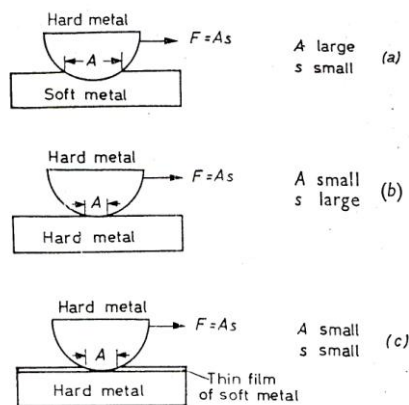 Hard metal
F=As
A
A large
s small
(a)
Soft metal
Hard metal
F=As
A
A small
s large
(b)
Hard metal
Hard metal
F=As
A
A small
s small
(c)
Thin film
of soft metal
Hard metal